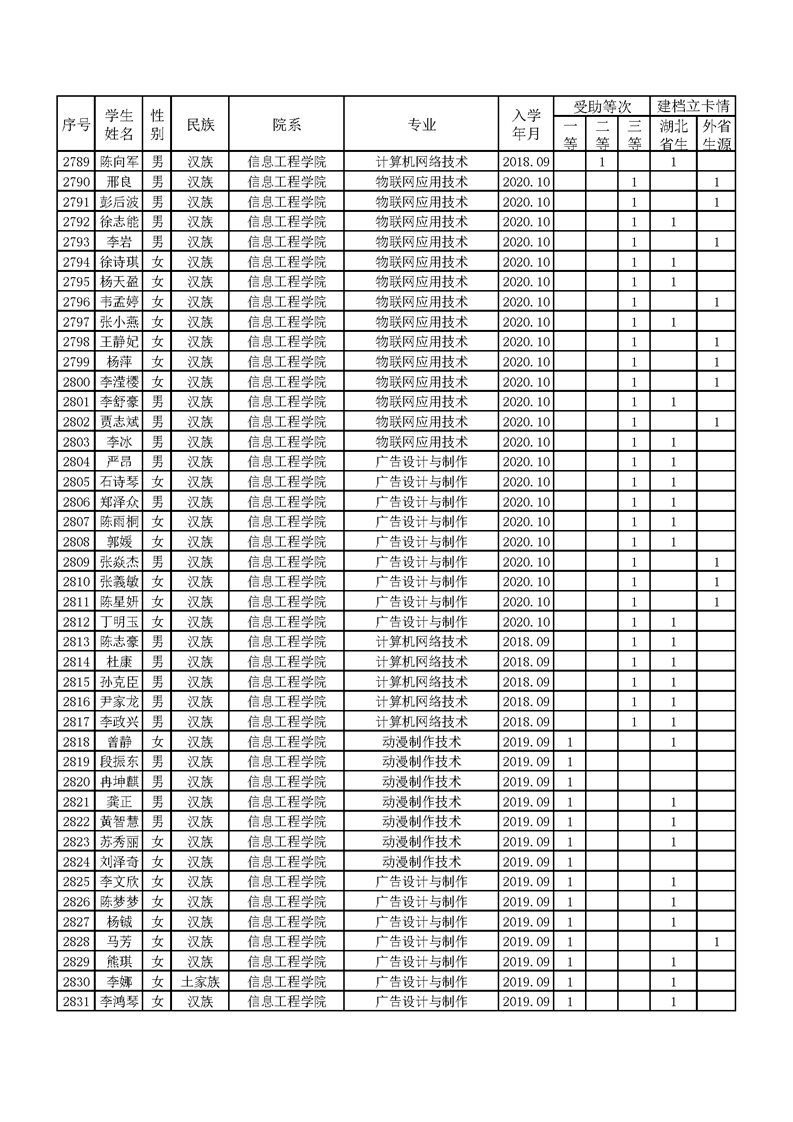 序号 学生姓名 性别 民族 院系 专业 入学年月 受助等次 建档立卡情
一等 二等 三等 湖北省生 外省生源
2789 陈向军 男 汉族 信息工程学院 计算机网络技术 2018.09 1 1
2790 邢良 男 汉族 信息工程学院 物联网应用技术 2020.10 1 1
2791 彭后波 男 汉族 信息工程学院 物联网应用技术 2020.10 1 1
2792 徐志能 男 汉族 信息工程学院 物联网应用技术 2020.10 1 1
2793 李岩 男 汉族 信息工程学院 物联网应用技术 2020.10 1 1
2794 徐诗琪 女 汉族 信息工程学院 物联网应用技术 2020.10 1 1
2795 杨天盈 女 汉族 信息工程学院 物联网应用技术 2020.10 1 1
2796 韦孟婷 女 汉族 信息工程学院 物联网应用技术 2020.10 1 1
2797 张小燕 女 汉族 信息工程学院 物联网应用技术 2020.10 1 1
2798 王静妃 女 汉族 信息工程学院 物联网应用技术 2020.10 1 1
2799 杨萍 女 汉族 信息工程学院 物联网应用技术 2020.10 1 1
2800 李滢樱 女 汉族 信息工程学院 物联网应用技术 2020.10 1 1
2801 李舒豪 男 汉族 信息工程学院 物联网应用技术 2020.10 1 1
2802 贾志斌 男 汉族 信息工程学院 物联网应用技术 2020.10 1 1
2803 李冰 男 汉族 信息工程学院 物联网应用技术 2020.10 1 1
2804 严昂 男 汉族 信息工程学院 广告设计与制作 2020.10 1 1
2805 石诗琴 女 汉族 信息工程学院 广告设计与制作 2020.10 1 1
2806 郑泽众 男 汉族 信息工程学院 广告设计与制作 2020.10 1 1
2807 陈雨桐 女 汉族 信息工程学院 广告设计与制作 2020.10 1 1
2808 郭媛 女 汉族 信息工程学院 广告设计与制作 2020.10 1 1
2809 张焱杰 男 汉族 信息工程学院 广告设计与制作 2020.10 1 1
2810 张義敏 女 汉族 信息工程学院 广告设计与制作 2020.10 1 1
2811 陈星妍 女 汉族 信息工程学院 广告设计与制作 2020.10 1 1
2812 丁明玉 女 汉族 信息工程学院 广告设计与制作 2020.10 1 1
2813 陈志豪 男 汉族 信息工程学院 计算机网络技术 2018.09 1 1
2814 杜康 男 汉族 信息工程学院 计算机网络技术 2018.09 1 1
2815 孙克臣 男 汉族 信息工程学院 计算机网络技术 2018.09 1 1
2816 尹家龙 男 汉族 信息工程学院 计算机网络技术 2018.09 1 1
2817 李政兴 男 汉族 信息工程学院 计算机网络技术 2018.09 1 1
2818 曾静 女 汉族 信息工程学院 动漫制作技术 2019.09 1 1
2819 段振东 男 汉族 信息工程学院 动漫制作技术 2019.09 1
2820 冉坤麒 男 汉族 信息工程学院 动漫制作技术 2019.09 1
2821 龚正 男 汉族 信息工程学院 动漫制作技术 2019.09 1 1
2822 黄智慧 男 汉族 信息工程学院 动漫制作技术 2019.09 1 1
2823 苏秀丽 女 汉族 信息工程学院 动漫制作技术 2019.09 1 1
2824 刘泽奇 女 汉族 信息工程学院 动漫制作技术 2019.09 1
2825 李文欣 女 汉族 信息工程学院 广告设计与制作 2019.09 1 1
2826 陈梦梦 女 汉族 信息工程学院 广告设计与制作 2019.09 1 1
2827 杨铖 女 汉族 信息工程学院 广告设计与制作 2019.09 1 1
2828 马芳 女 汉族 信息工程学院 广告设计与制作 2019.09 1 1
2829 熊琪 女 汉族 信息工程学院 广告设计与制作 2019.09 1 1
2830 李娜 女 土家族 信息工程学院 广告设计与制作 2019.09 1 1
2831 李鸿琴 女 汉族 信息工程学院 广告设计与制作 2019.09 1 1